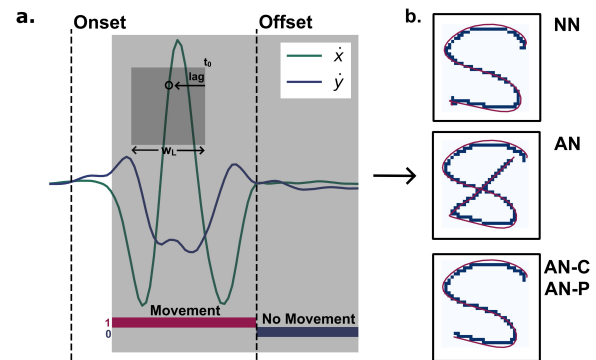 a.
Onset
Offset
b.
ẋ
ẏ
t₀
lag
w_L
Movement
No Movement
1
0
NN
AN
AN-C
AN-P